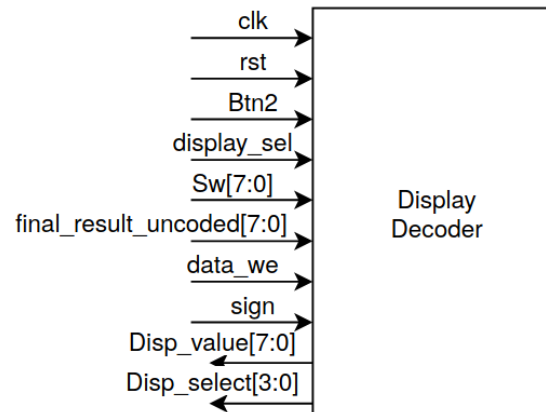 clk
rst
Btn2
display_sel
Sw[7:0]
final_result_uncoded[7:0]
data_we
sign
Disp_value[7:0]
Disp_select[3:0]
Display
Decoder